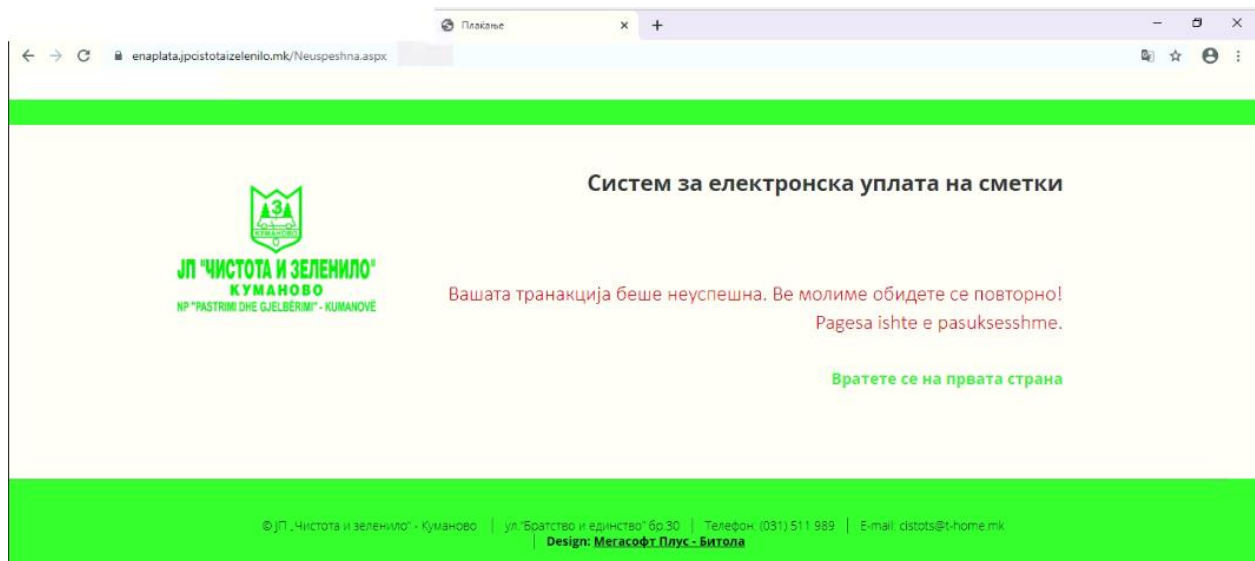 Плаќање
enaplata.jpcistotaizelenilo.mk/Neuspeshna.aspx
Систем за електронска уплата на сметки
З
КУМАНОВО
ЈП "ЧИСТОТА И ЗЕЛЕНИЛО"
КУМАНОВО
NP "PASTRIMI DHE GJELBËRIMI" - KUMANOVË
Вашата транакција беше неуспешна. Ве молиме обидете се повторно!
Pagesa ishte e pasuksesshme.
Вратете се на првата страна
© ЈП „Чистота и зеленило" - Куманово | ул."Братство и единство" бр.30 | Телефон: (031) 511 989 | E-mail: cistots@t-home.mk
| Design: Мегасофт Плус - Битола